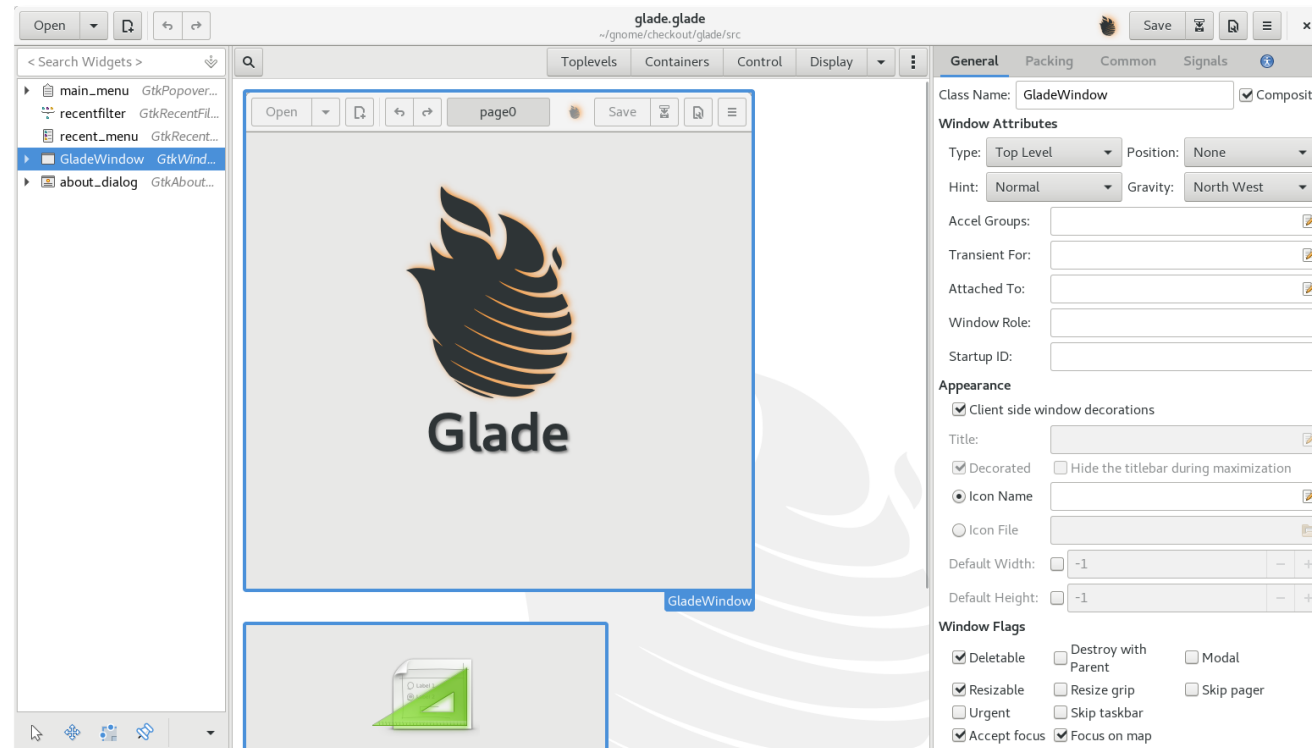 Open
glade.glade
~/gnome/checkout/glade/src
Save
< Search Widgets >
Toplevels Containers Control Display
General Packing Common Signals
main_menu GtkPopover...
recentfilter GtkRecentFil...
recent_menu GtkRecent...
GladeWindow GtkWind...
about_dialog GtkAbout...
Open page0 Save
Glade
GladeWindow
Class Name: GladeWindow Composit
Window Attributes
Type: Top Level Position: None
Hint: Normal Gravity: North West
Accel Groups:
Transient For:
Attached To:
Window Role:
Startup ID:
Appearance
Client side window decorations
Title:
Decorated Hide the titlebar during maximization
Icon Name
Icon File
Default Width: -1
Default Height: -1
Window Flags
Deletable Destroy with Parent Modal
Resizable Resize grip Skip pager
Urgent Skip taskbar
Accept focus Focus on map